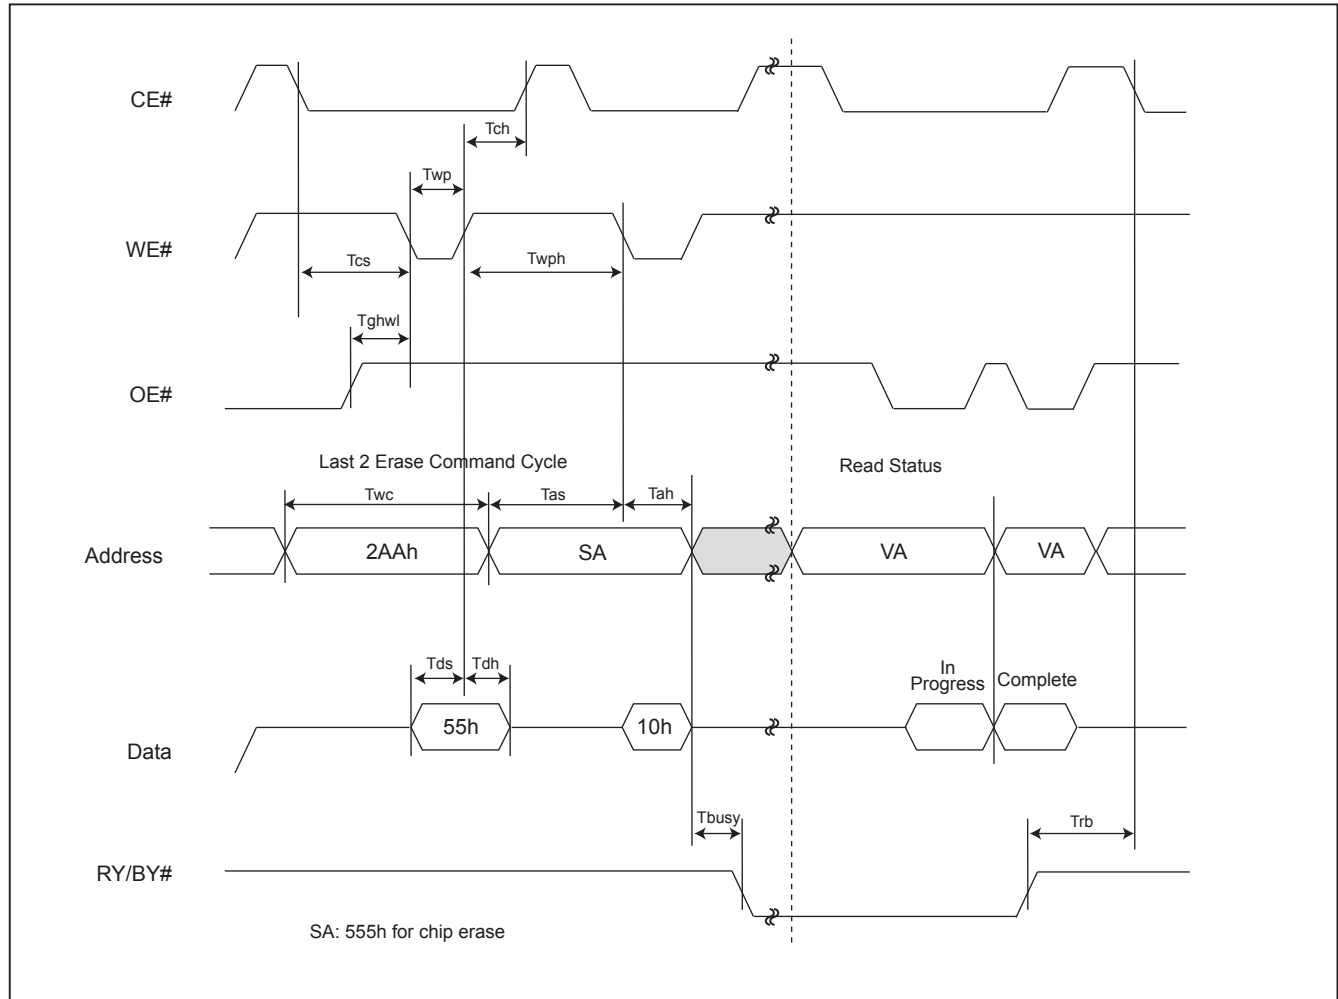 CE#
Tch
Twp
WE#
Tcs
Twph
Tghwl
OE#
Last 2 Erase Command Cycle
Read Status
Twc
Tas
Tah
Address
2AAh
SA
VA
VA
Tds
Tdh
In
Progress
Complete
Data
55h
10h
Tbusy
Trb
RY/BY#
SA: 555h for chip erase